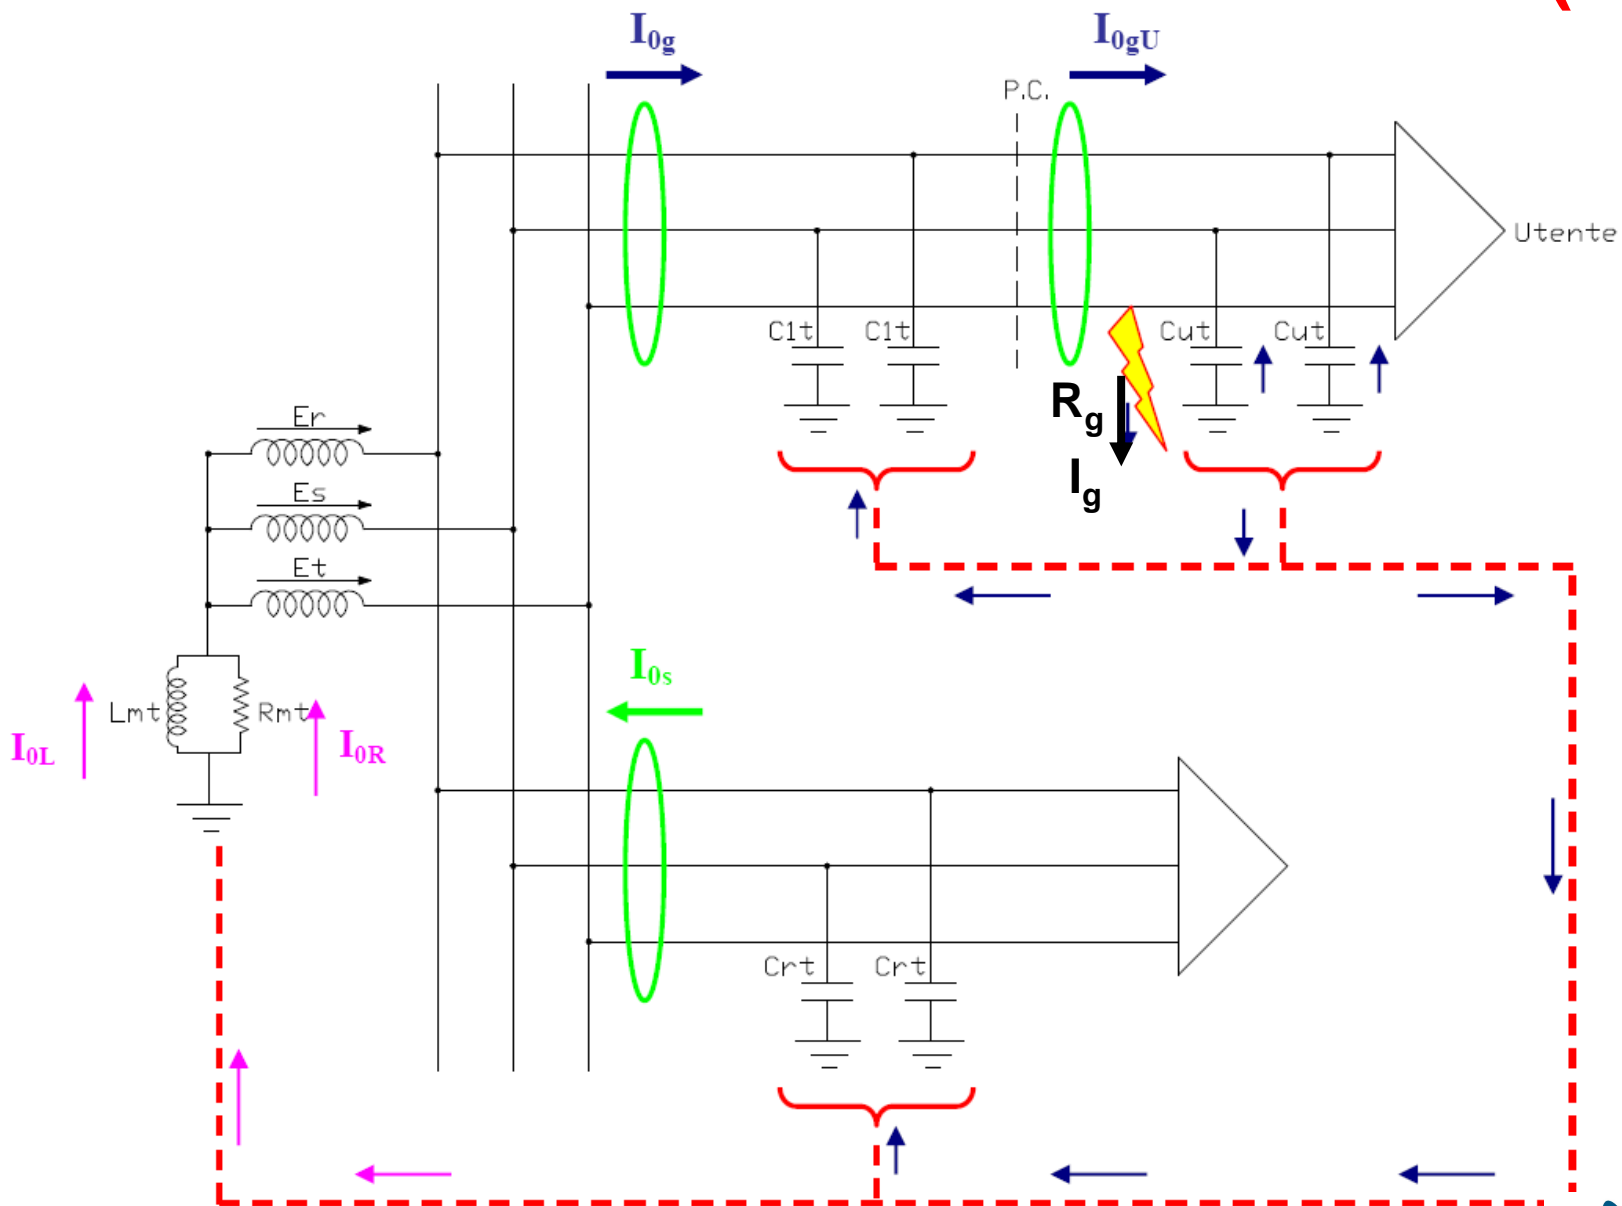 I0g
I0gU
P.C.
Utente
C1t
C1t
Cut
Cut
Rg
Ig
Er
Es
Et
Lmt
Rmt
I0L
I0R
I0s
Crt
Crt